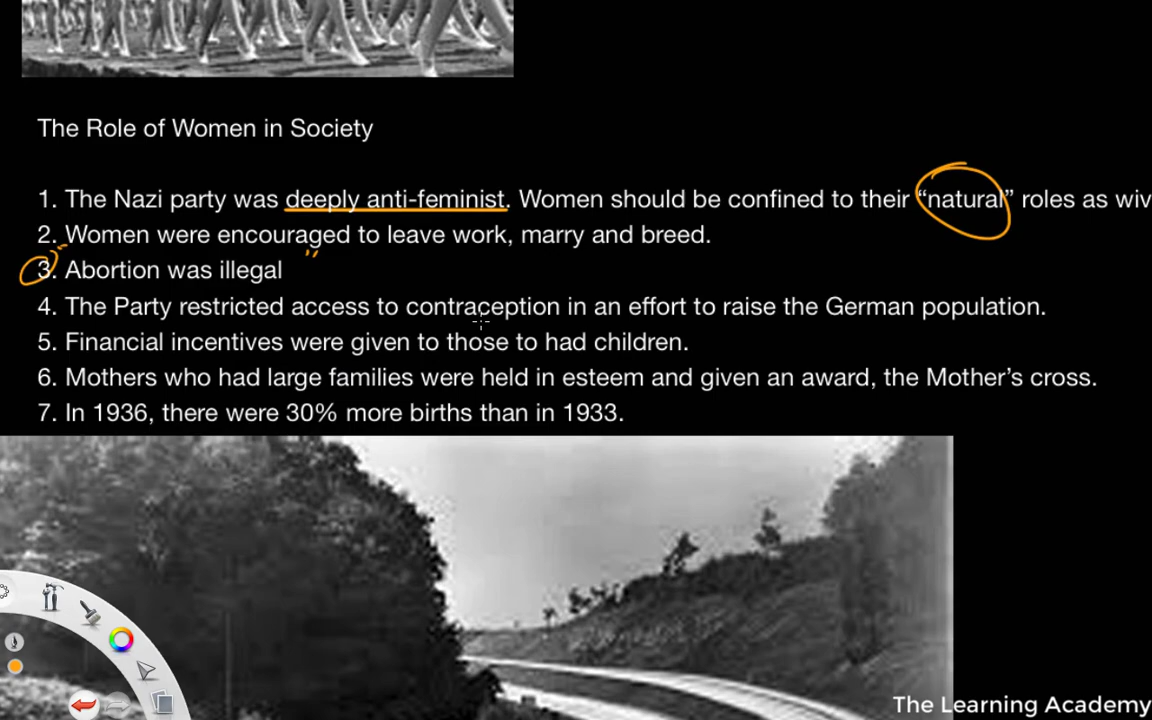 The Role of Women in Society
1. The Nazi party was deeply anti-feminist. Women should be confined to their “natural” roles as wiv
2. Women were encouraged to leave work, marry and breed.
3. Abortion was illegal
4. The Party restricted access to contraception in an effort to raise the German population.
5. Financial incentives were given to those to had children.
6. Mothers who had large families were held in esteem and given an award, the Mother’s cross.
7. In 1936, there were 30% more births than in 1933.
The Learning Academy